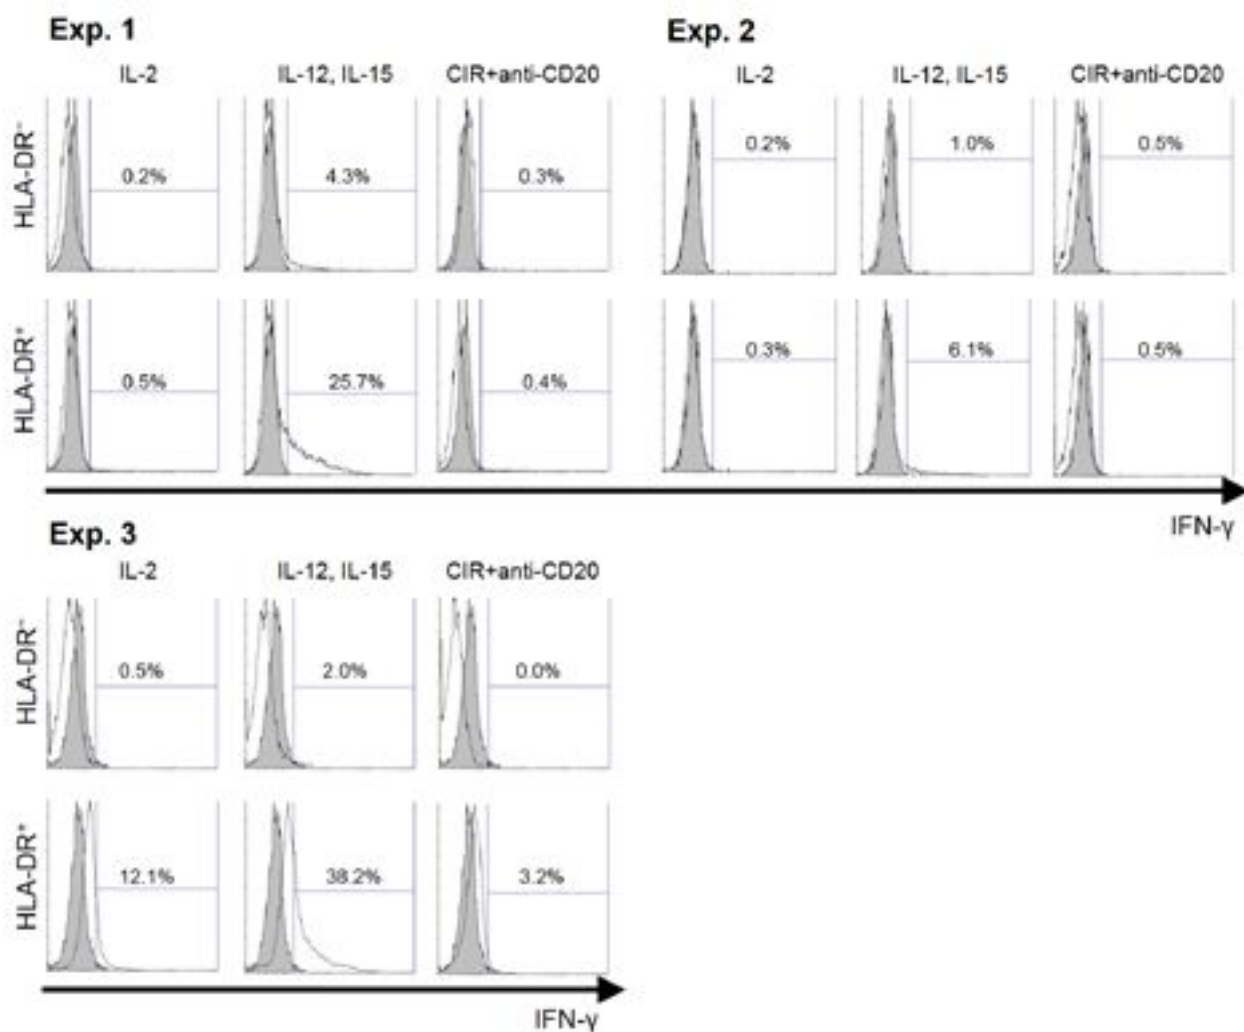 Exp. 1
IL-2 IL-12, IL-15 CIR+anti-CD20
HLA-DR⁻ 0.2% 4.3% 0.3%
HLA-DR⁺ 0.5% 25.7% 0.4%
Exp. 2
IL-2 IL-12, IL-15 CIR+anti-CD20
0.2% 1.0% 0.5%
0.3% 6.1% 0.5%
IFN-γ
Exp. 3
IL-2 IL-12, IL-15 CIR+anti-CD20
HLA-DR⁻ 0.5% 2.0% 0.0%
HLA-DR⁺ 12.1% 38.2% 3.2%
IFN-γ